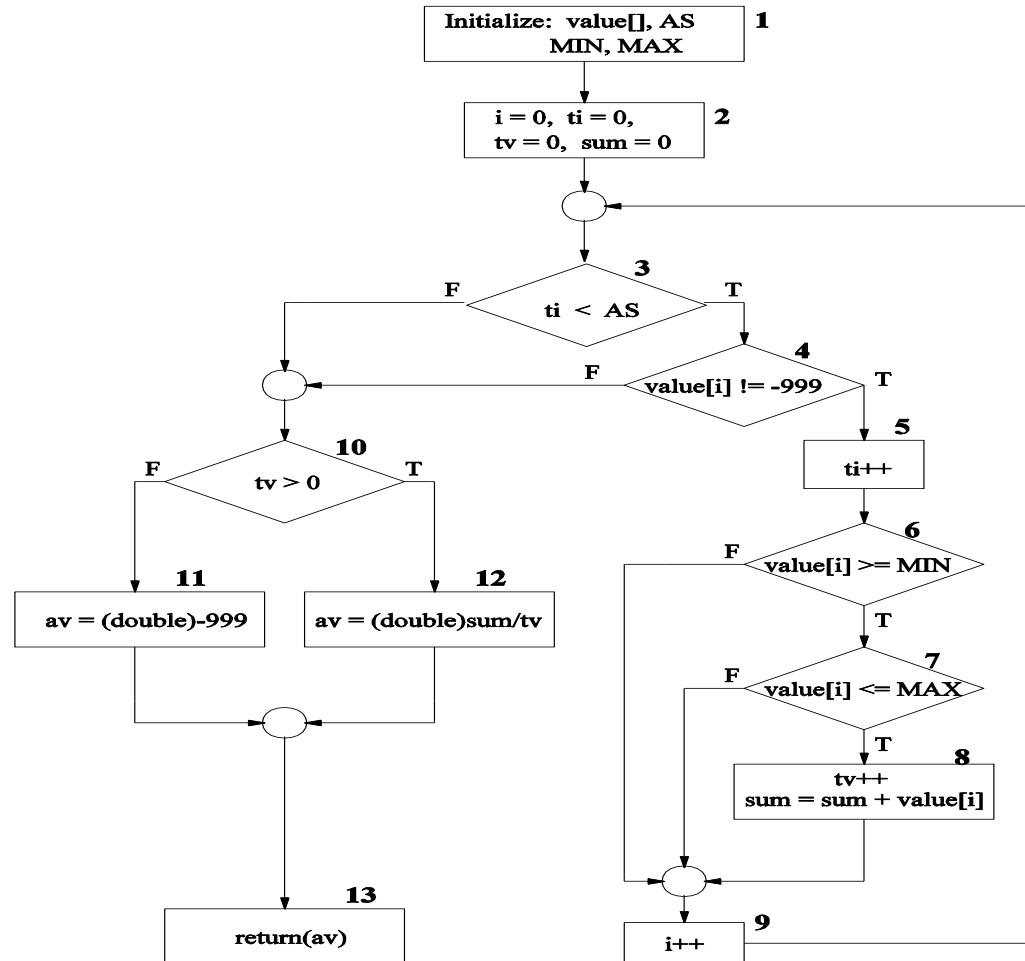 Initialize: value[], AS 1
MIN, MAX
i = 0, ti = 0, 2
tv = 0, sum = 0
3
F T
ti < AS
4
F T
value[i] != -999
5
ti++
10
F T
tv > 0
6
F
value[i] >= MIN
T
11 12
av = (double)-999 av = (double)sum/tv
7
F
value[i] <= MAX
T
8
tv++
sum = sum + value[i]
13
return(av)
9
i++